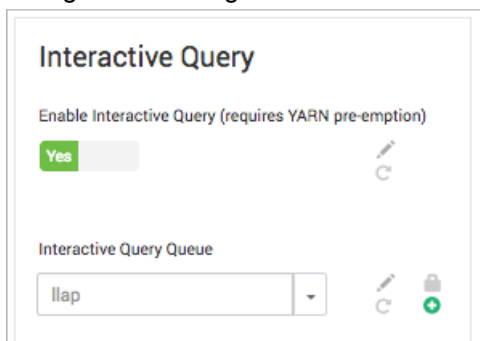 Interactive Query
Enable Interactive Query (requires YARN pre-emption)
Yes
Interactive Query Queue
llap